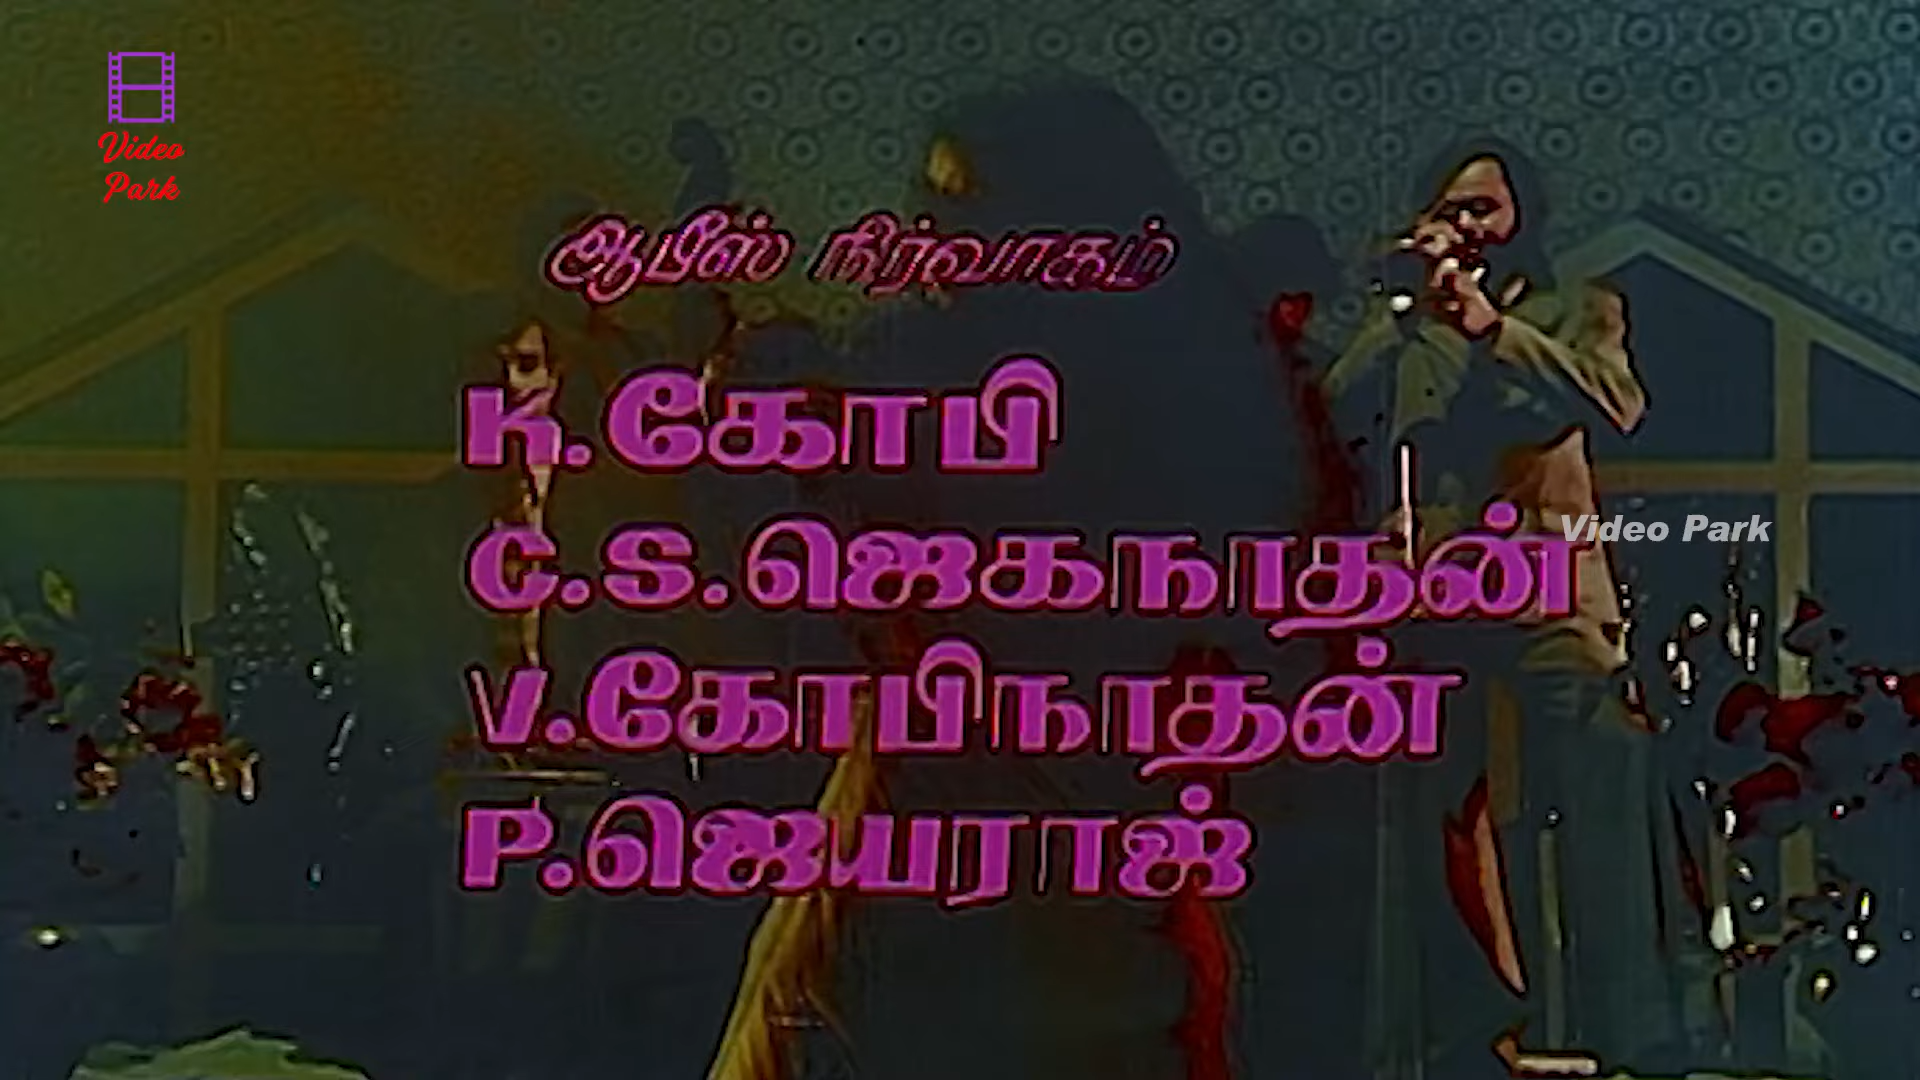 Video
Park
ஆபீஸ் நிர்வாகம்
K.கோபி
C.S.ஜெகநாதன்
Video Park
V.கோபிநாதன்
P.ஜெயராஜ்